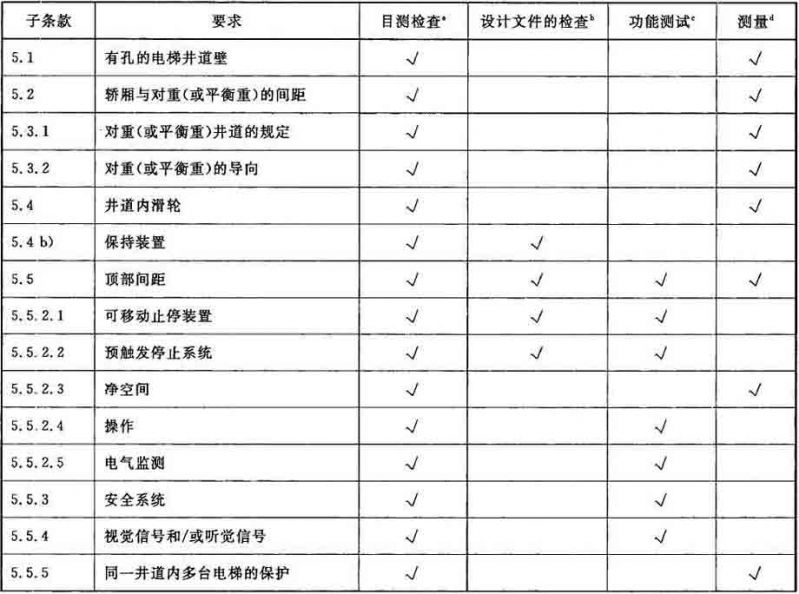 子条款 要求 目测检查ᵃ 设计文件的检查ᵇ 功能测试ᶜ 测量ᵈ
5.1 有孔的电梯井道壁 √ √
5.2 轿厢与对重(或平衡重)的间距 √ √
5.3.1 对重(或平衡重)井道的规定 √ √
5.3.2 对重(或平衡重)的导向 √ √
5.4 井道内滑轮 √ √
5.4 b) 保持装置 √ √
5.5 顶部间距 √ √ √ √
5.5.2.1 可移动止停装置 √ √ √
5.5.2.2 预触发停止系统 √ √ √
5.5.2.3 净空间 √ √
5.5.2.4 操作 √ √
5.5.2.5 电气监测 √ √
5.5.3 安全系统 √ √
5.5.4 视觉信号和/或听觉信号 √ √
5.5.5 同一井道内多台电梯的保护 √ √